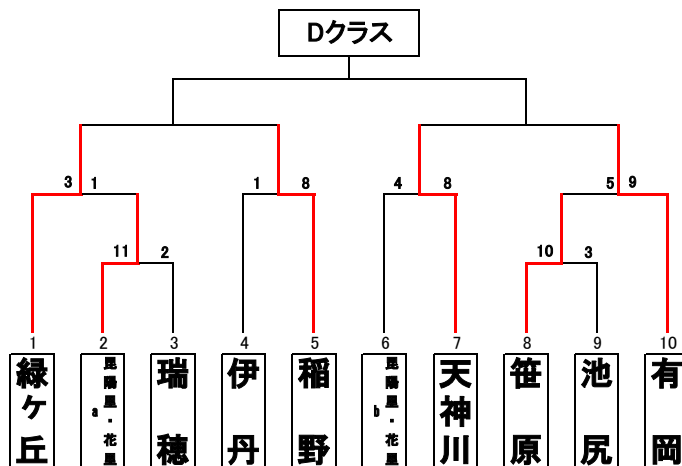 Dクラス
3 1 1 8 4 8 5 9
11 2 10 3
1 2 3 4 5 6 7 8 9 10
緑ヶ丘
昆陽里・花里a
瑞穂
伊丹
稲野
昆陽里・花里b
天神川
笹原
池尻
有岡